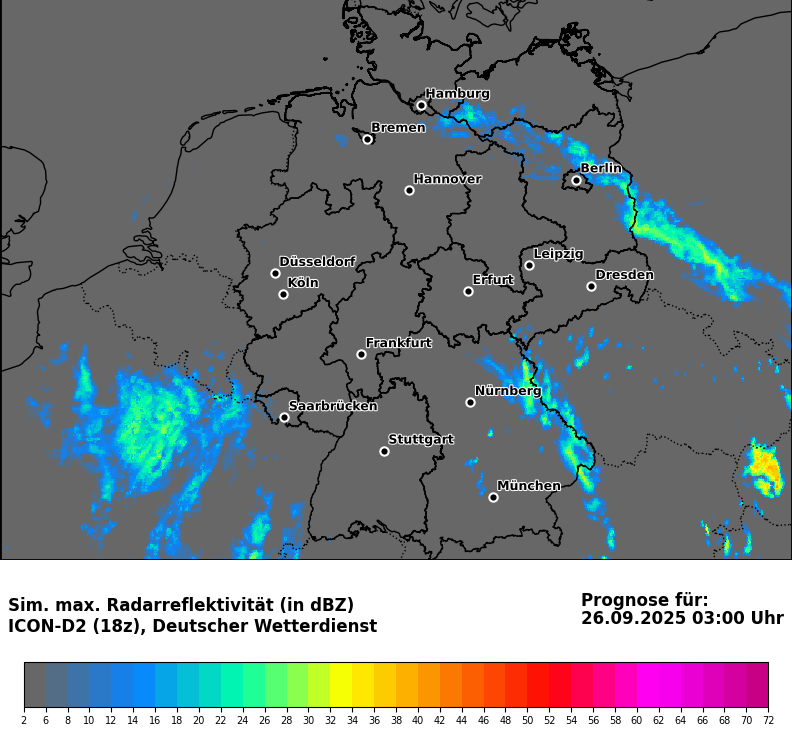 Hamburg
Bremen
Berlin
Hannover
Düsseldorf
Leipzig
Köln
Erfurt
Dresden
Frankfurt
Nürnberg
Saarbrücken
Stuttgart
München
Sim. max. Radarreflektivität (in dBZ)
ICON-D2 (18z), Deutscher Wetterdienst
Prognose für:
26.09.2025 03:00 Uhr
2 6 8 10 12 14 16 18 20 22 24 26 28 30 32 34 36 38 40 42 44 46 48 50 52 54 56 58 60 62 64 66 68 70 72